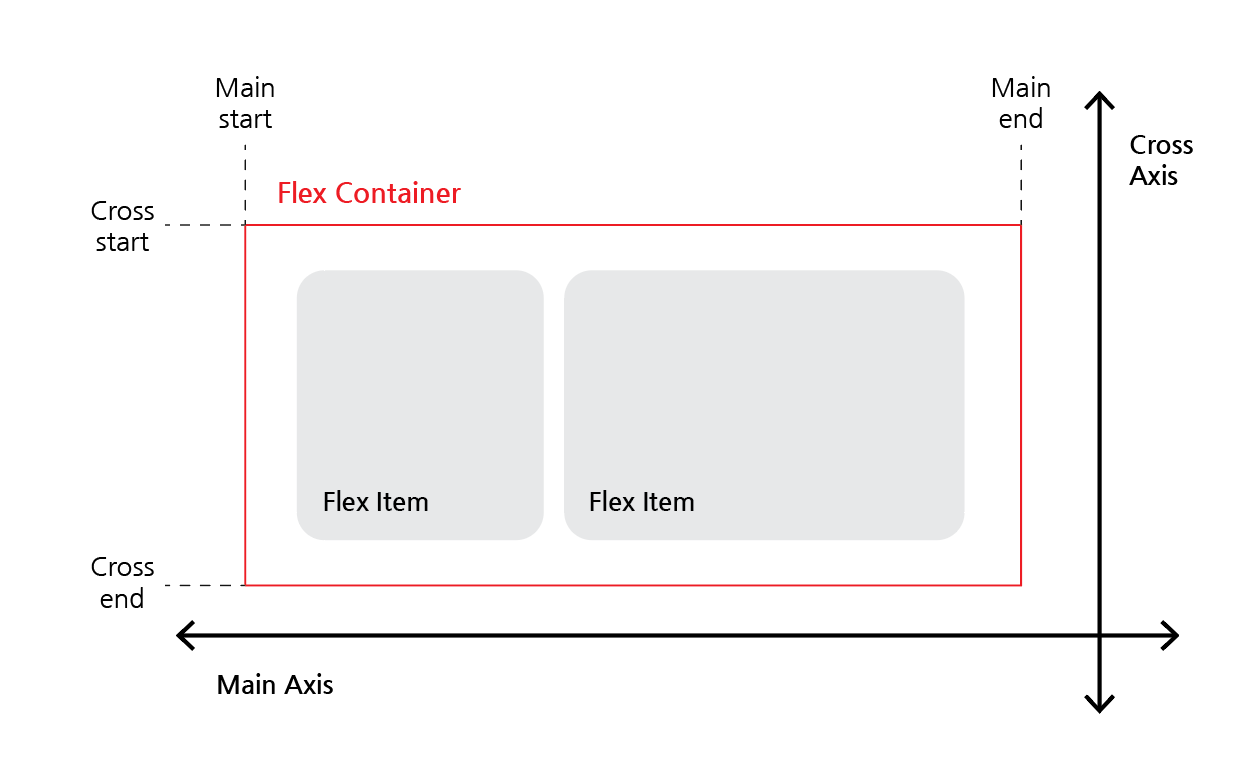 Main
start
Main
end
Cross
Axis
Flex Container
Cross
start
Flex Item
Flex Item
Cross
end
Main Axis